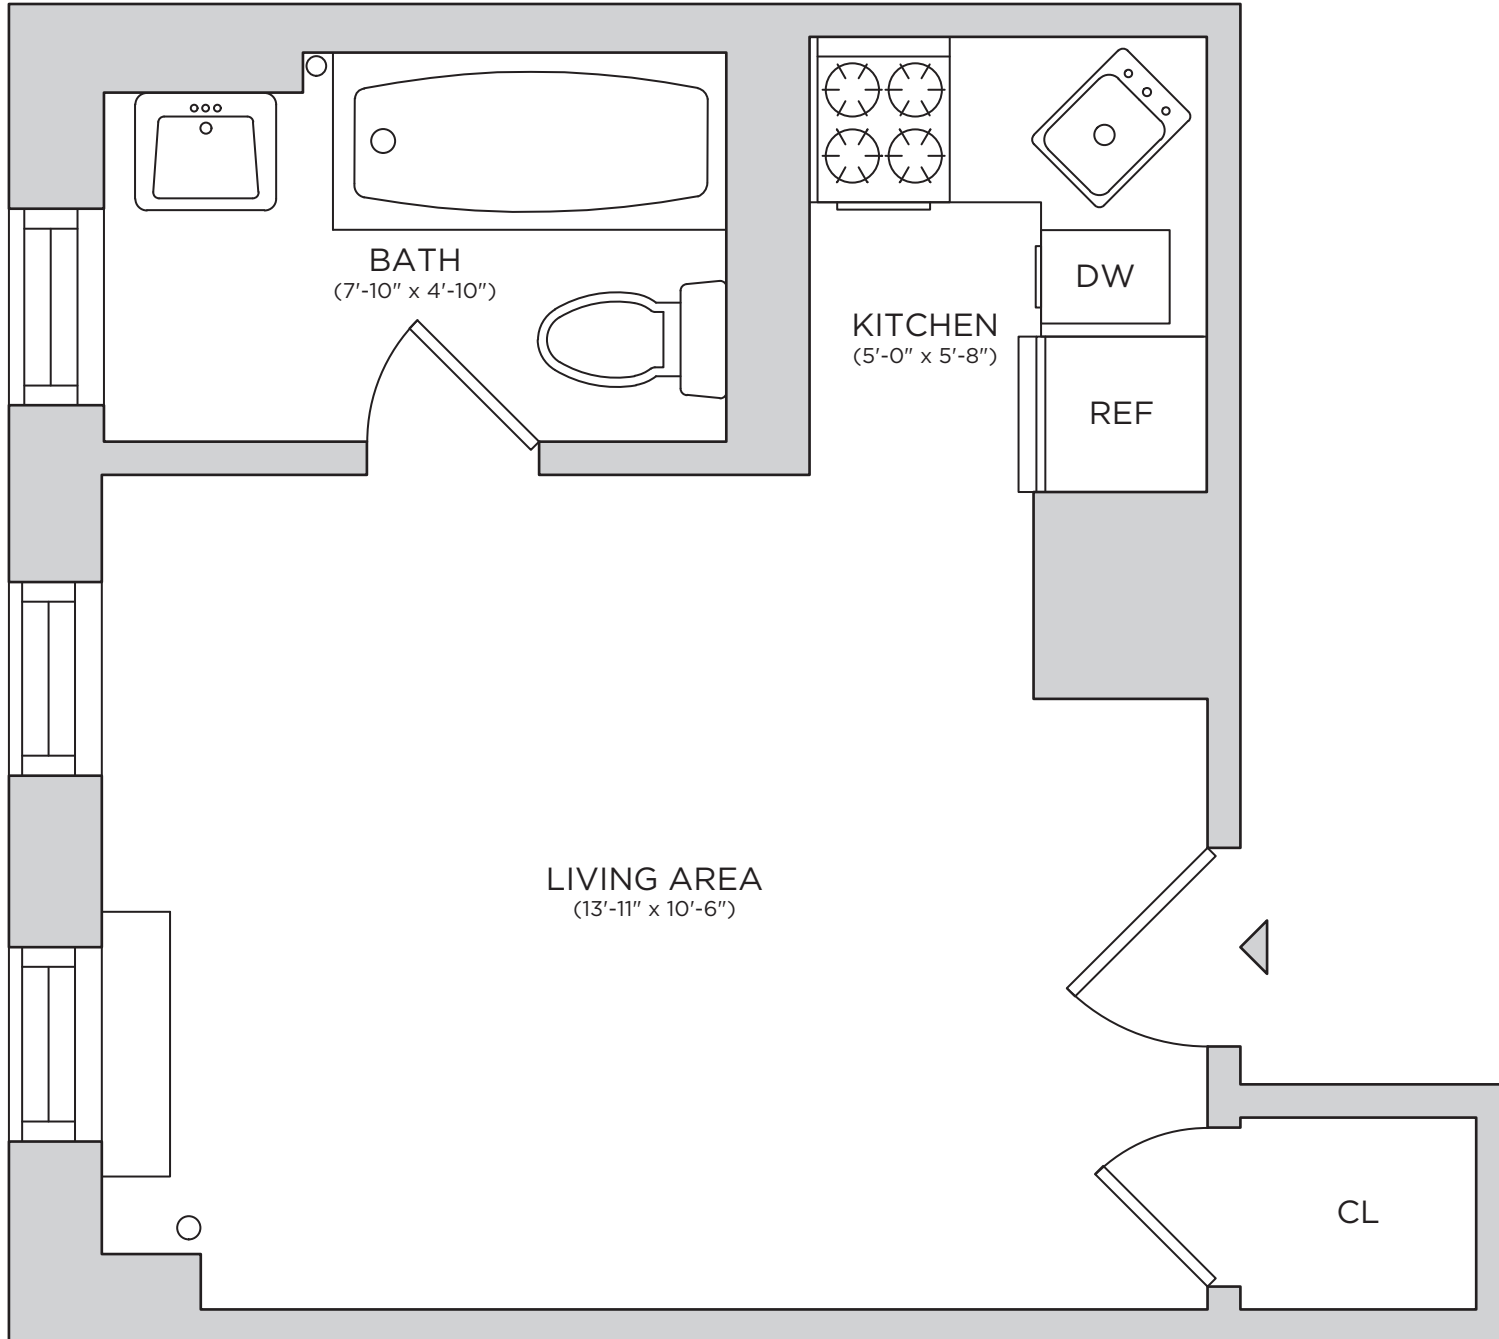 BATH
(7'-10" x 4'-10")
DW
KITCHEN
(5'-0" x 5'-8")
REF
LIVING AREA
(13'-11" x 10'-6")
CL